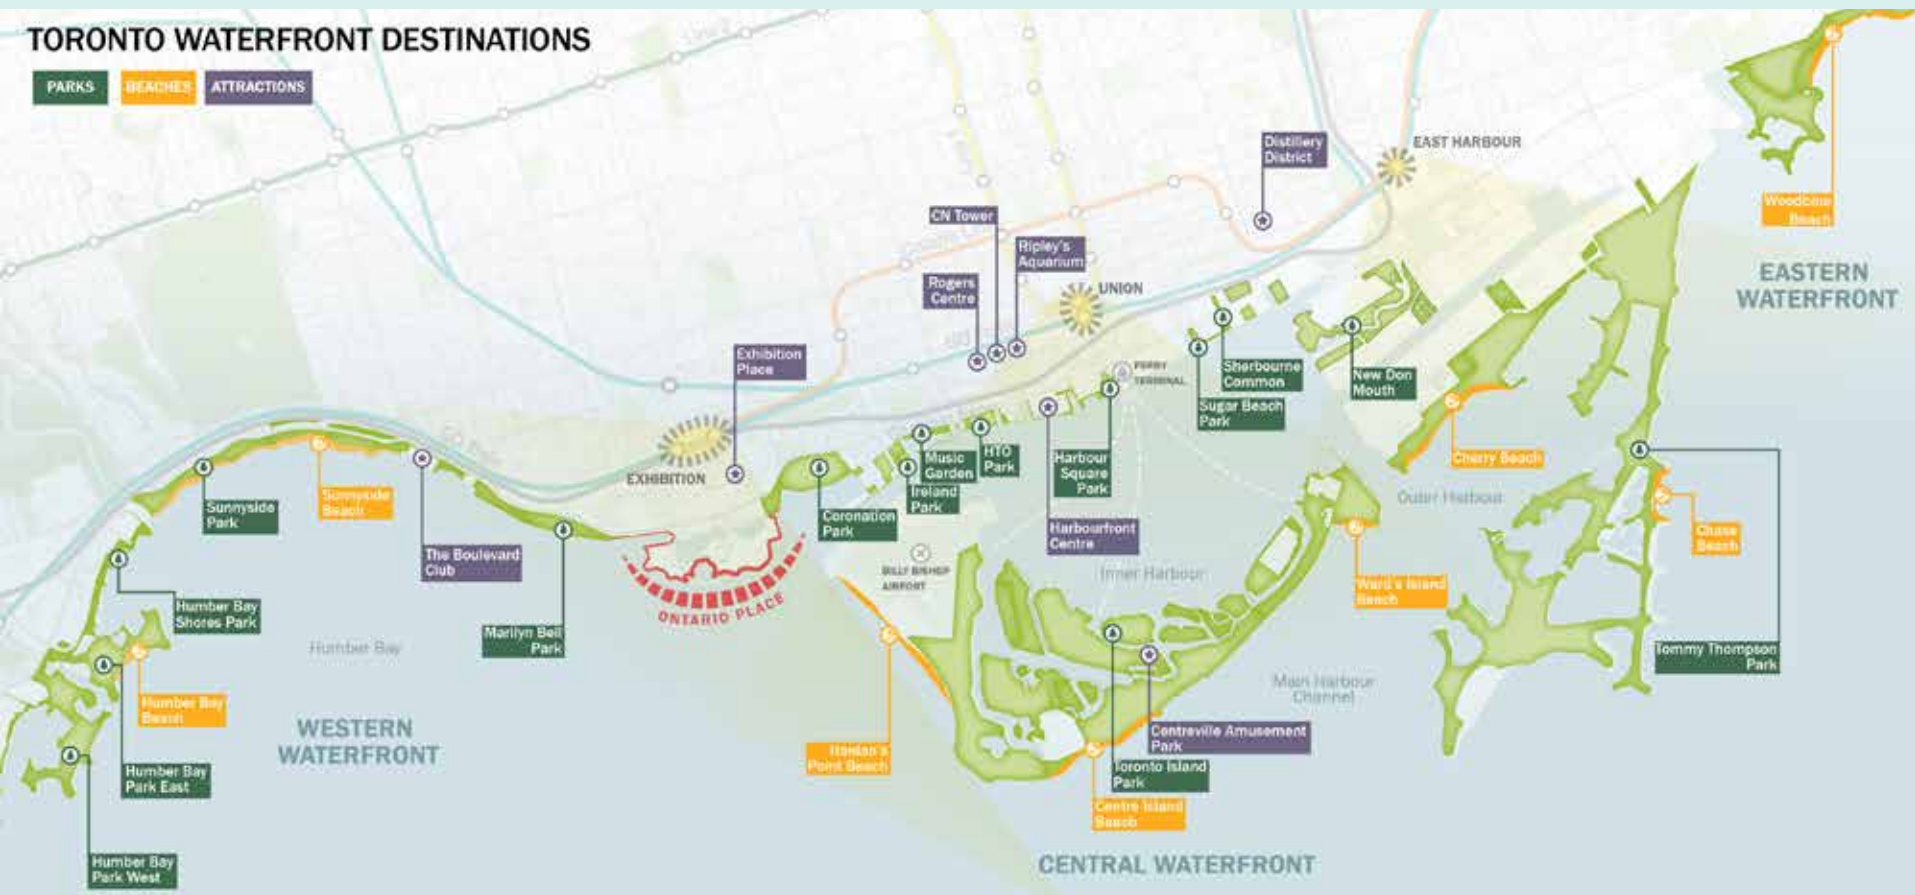 TORONTO WATERFRONT DESTINATIONS
PARKS
BEACHES
ATTRACTIONS
Distillery
District
EAST HARBOUR
Woodbine
Beach
CN Tower
Ripley's
Aquarium
Rogers
Centre
UNION
EASTERN
WATERFRONT
Exhibition
Place
FERRY
TERMINAL
Sherbourne
Common
New Don
Mouth
Sugar Beach
Park
EXHIBITION
Music
Garden
HTO
Park
Harbour
Square
Park
Cherry Beach
Sunnyside
Park
Sunnyside
Beach
Ireland
Park
Outer Harbour
Coronation
Park
Harbourfront
Centre
Chase
Beach
The Boulevard
Club
BILLY BISHOP
AIRPORT
Inner Harbour
Ward's Island
Beach
Humber Bay
Shores Park
ONTARIO PLACE
Marilyn Bell
Park
Humber Bay
Tommy Thompson
Park
Main Harbour
Channel
Humber Bay
Beach
WESTERN
WATERFRONT
Centreville Amusement
Park
Hanlan's
Point Beach
Humber Bay
Park East
Toronto Island
Park
Centre Island
Beach
Humber Bay
Park West
CENTRAL WATERFRONT